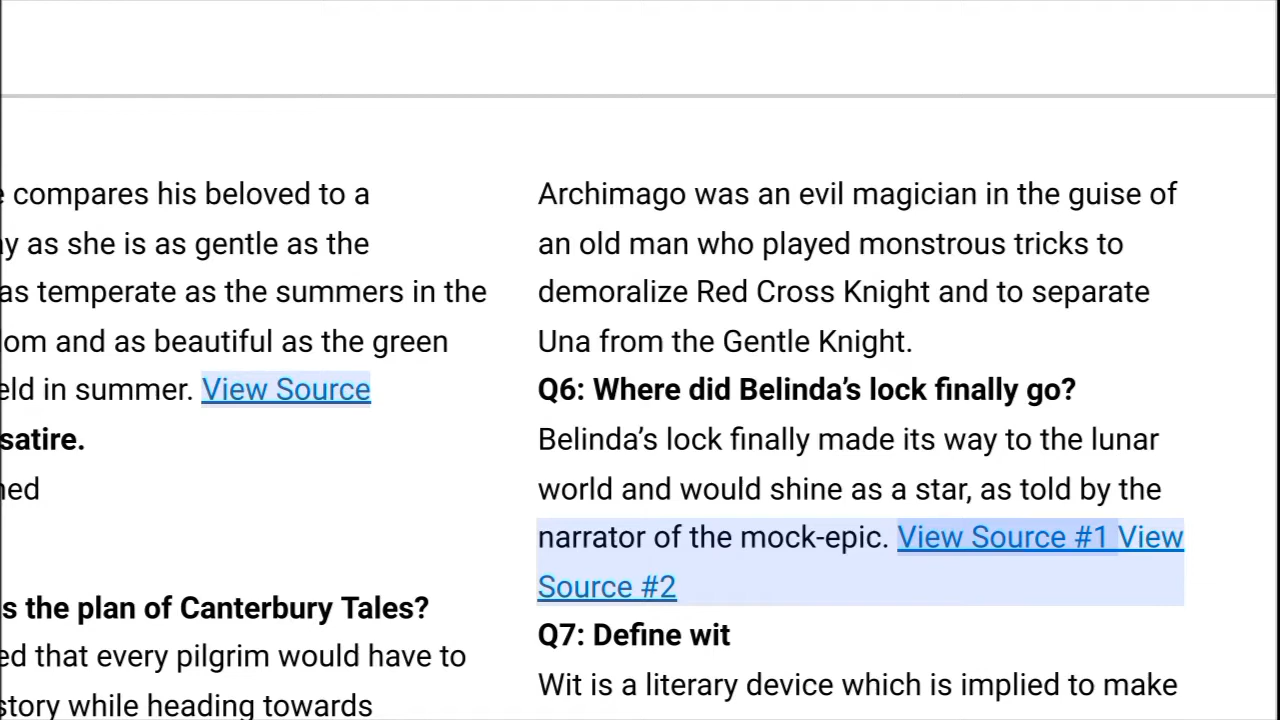 compares his beloved to a
as she is as gentle as the
as temperate as the summers in the
and as beautiful as the green
in summer. View Source
satire.
the plan of Canterbury Tales?
that every pilgrim would have to
story while heading towards
Archimago was an evil magician in the guise of
an old man who played monstrous tricks to
demoralize Red Cross Knight and to separate
Una from the Gentle Knight.
Q6: Where did Belinda’s lock finally go?
Belinda’s lock finally made its way to the lunar
world and would shine as a star, as told by the
narrator of the mock-epic. View Source #1 View
Source #2
Q7: Define wit
Wit is a literary device which is implied to make